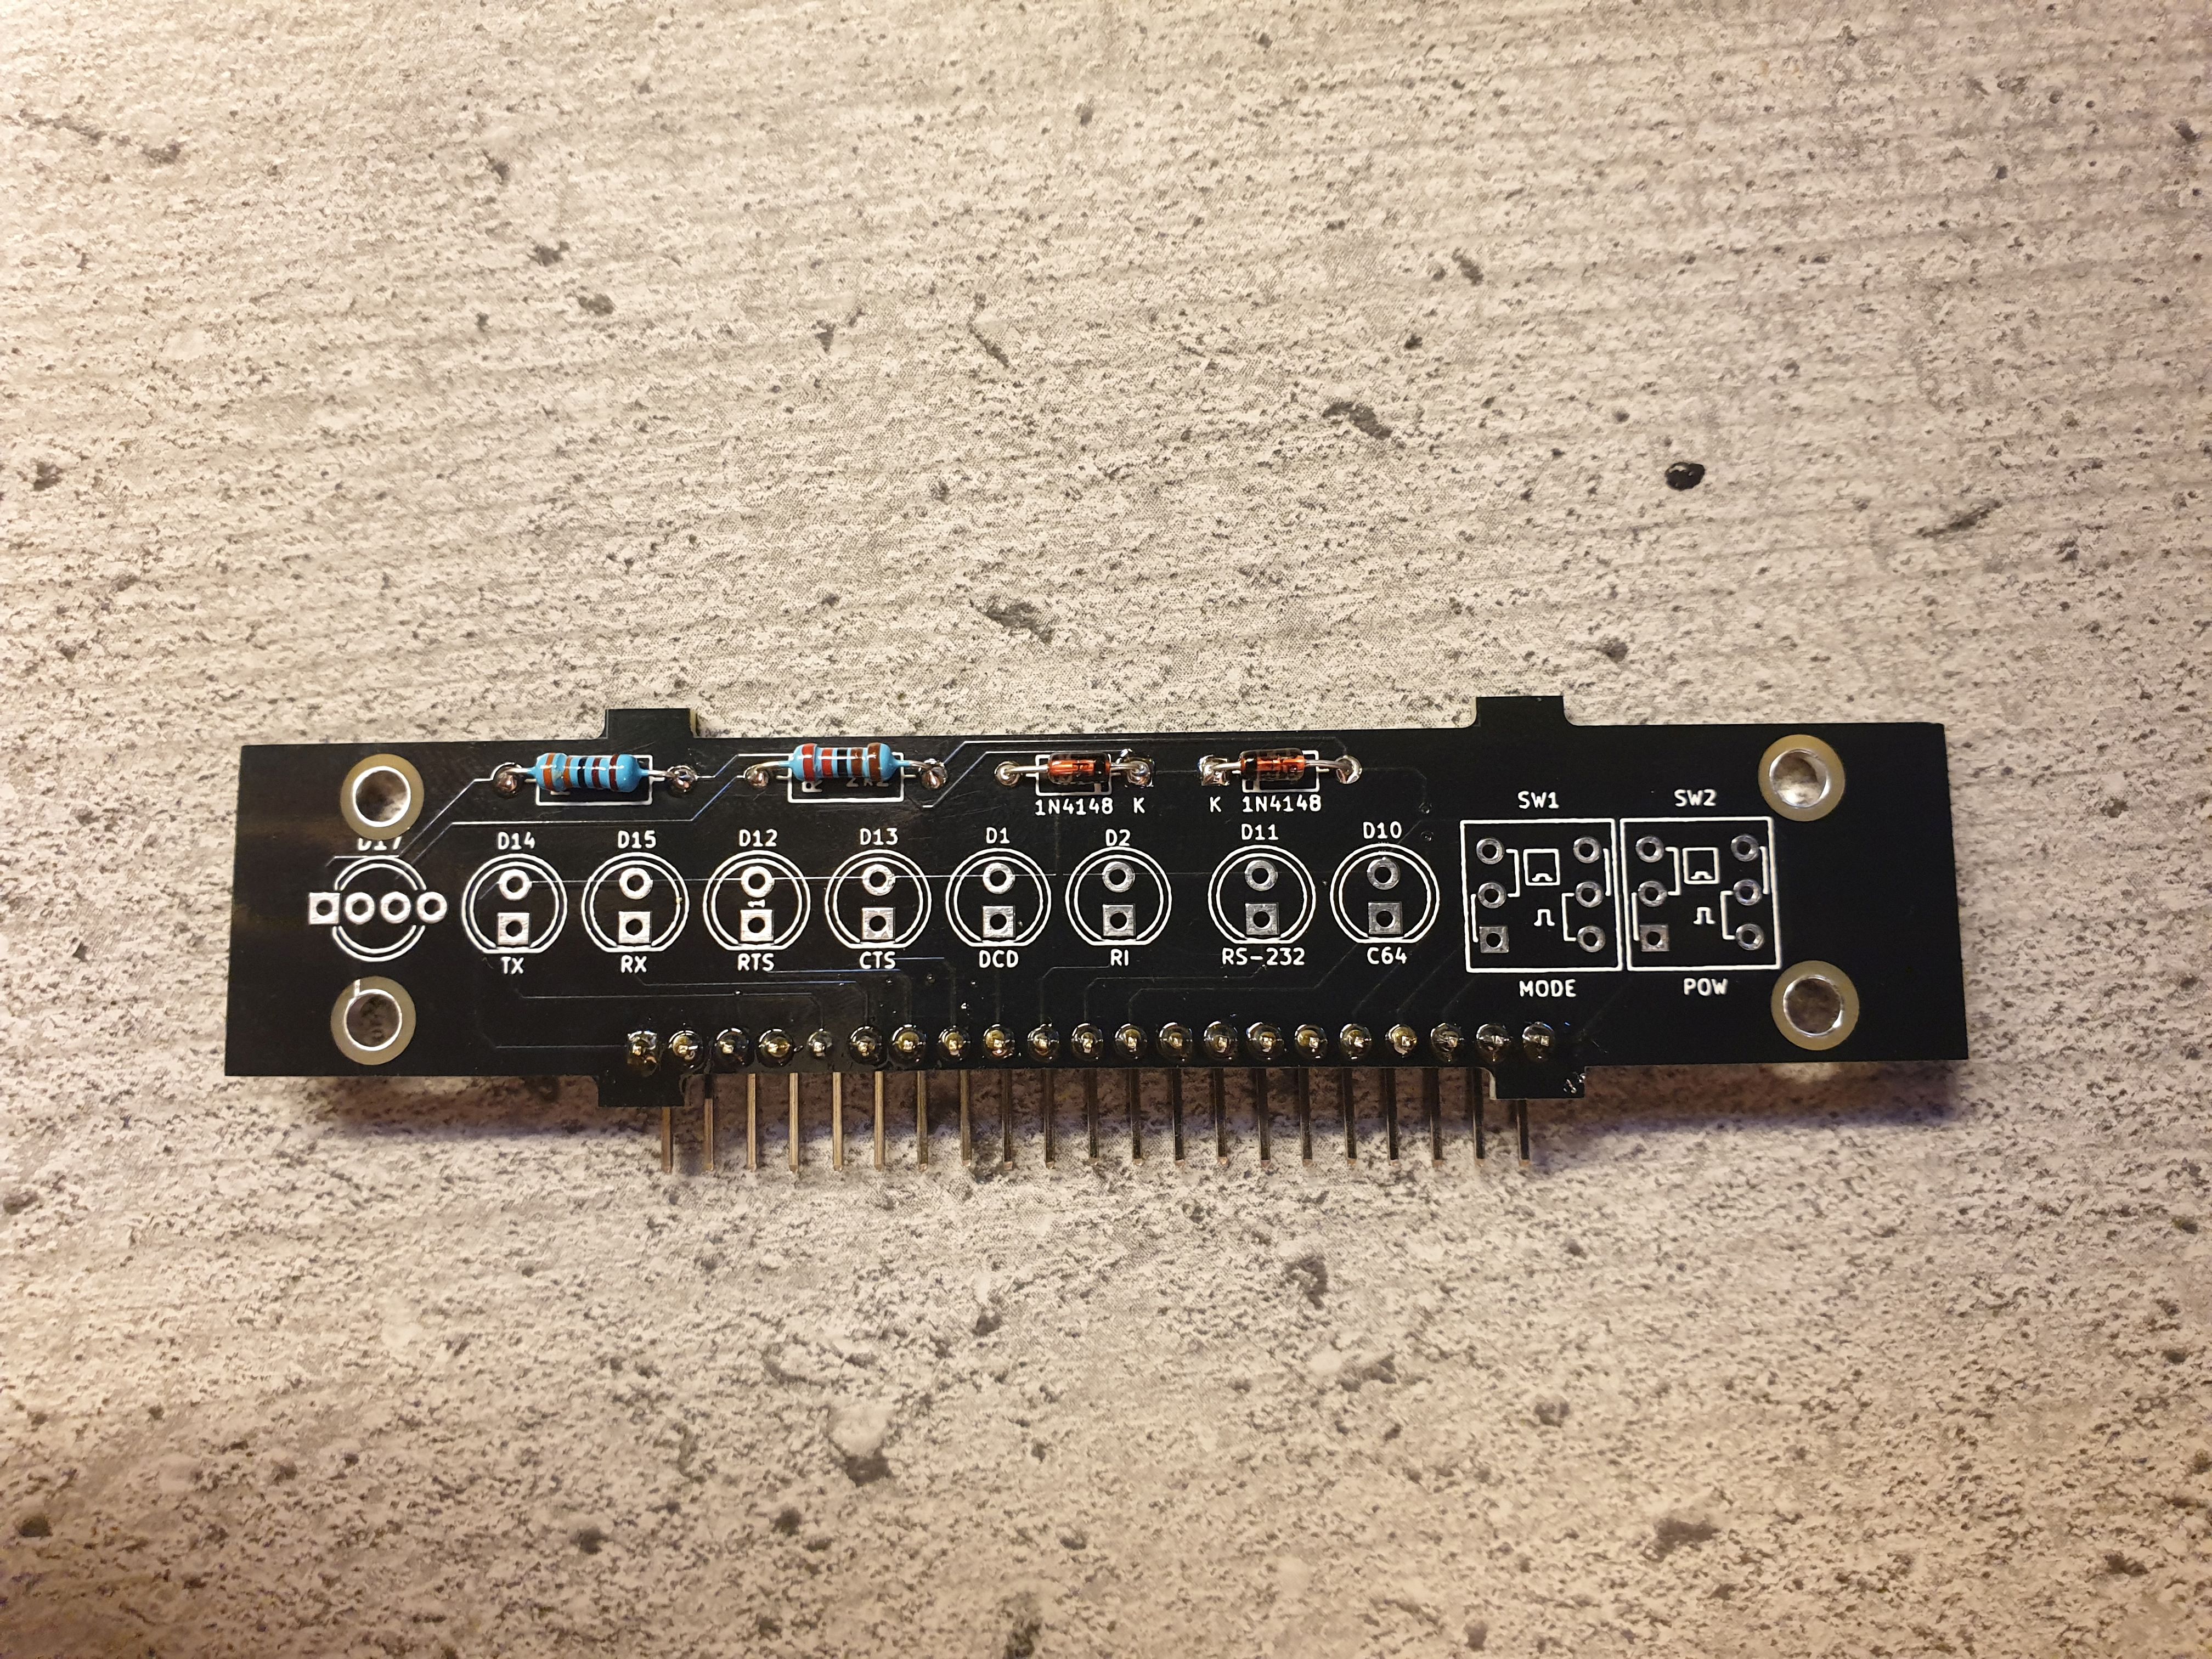 1N4148 K
K 1N4148
SW1
SW2
D17
D14
D15
D12
D13
D1
D2
D11
D10
TX
RX
RTS
CTS
DCD
RI
RS-232
C64
MODE
POW